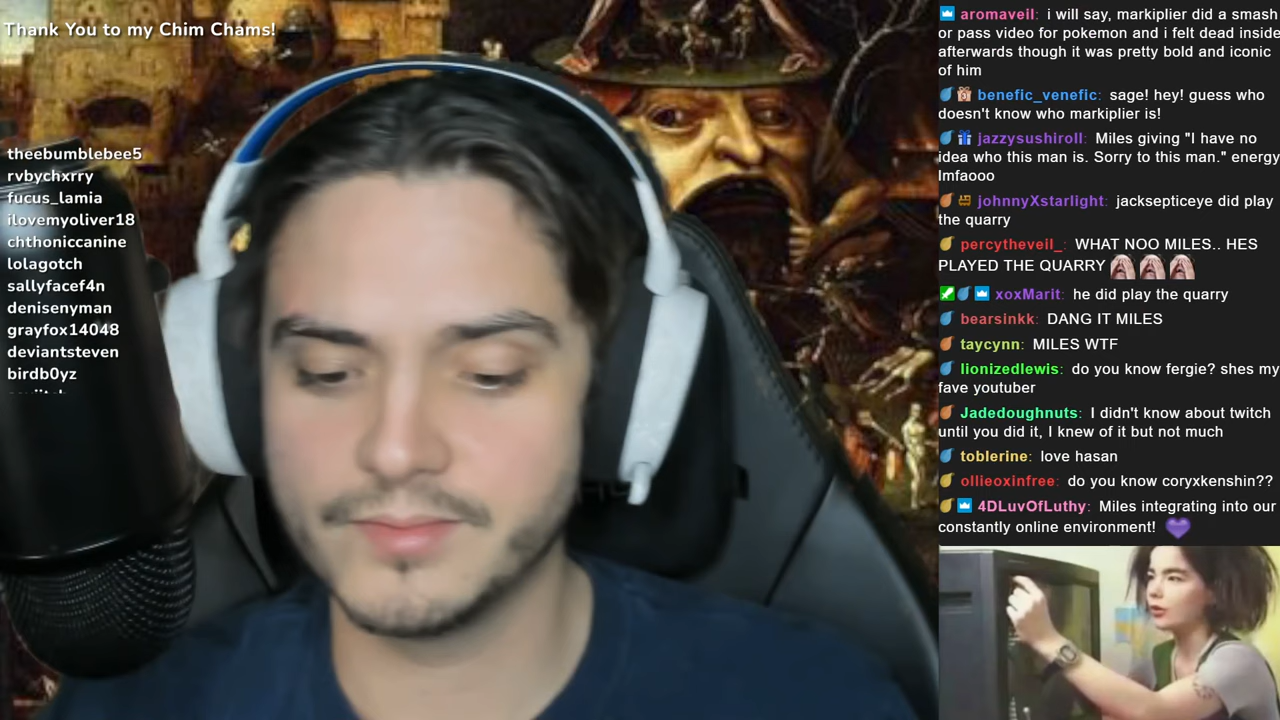 Thank You to my Chim Chams!
theebumblebee5
rvbychxrry
fucus_lamia
ilovemyoliver18
chthoniccanine
lolagotch
sallyfacef4n
denisenyman
grayfox14048
deviantsteven
birdb0yz
aromaveil: i will say, markiplier did a smash
or pass video for pokemon and i felt dead inside
afterwards though it was pretty bold and iconic
of him
benefic_venefic: sage! hey! guess who
doesn't know who markiplier is!
jazzysushiroll: Miles giving "I have no
idea who this man is. Sorry to this man." energy
lmfaooo
johnnyXstarlight: jacksepticeye did play
the quarry
percytheveil_: WHAT NOO MILES.. HES
PLAYED THE QUARRY
xoxMarit: he did play the quarry
bearsinkk: DANG IT MILES
taycynn: MILES WTF
lionizedlewis: do you know fergie? shes my
fave youtuber
Jadedoughnuts: I didn't know about twitch
until you did it, I knew of it but not much
toblerine: love hasan
ollieoxinfree: do you know coryxkenshin??
4DLuvOfLuthy: Miles integrating into our
constantly online environment!